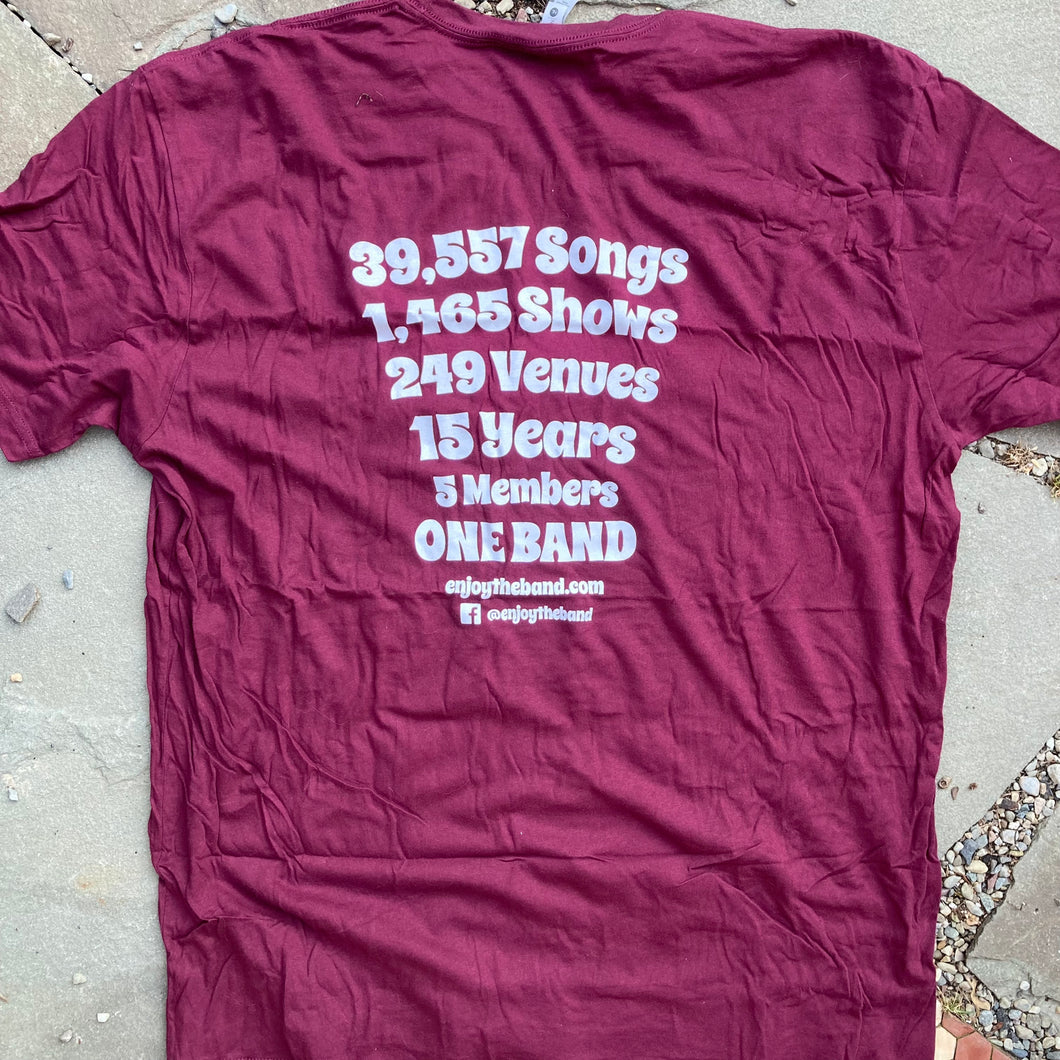 39,557 Songs
1,465 Shows
249 Venues
15 Years
5 Members
ONE BAND
enjoytheband.com
f @enjoytheband